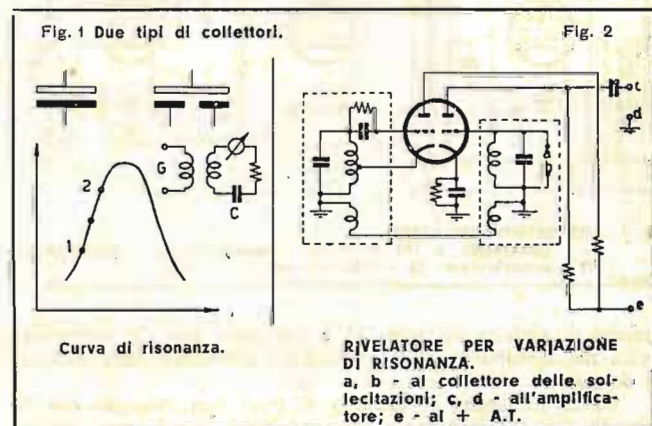 Fig. 1 Due tipi di collettori.
Fig. 2
G
C
2
1
a
b
c
d
e
Curva di risonanza.
RIVELATORE PER VARIAZIONE
DI RISONANZA.
a, b - al collettore delle sol-
lecitazioni; c, d - all'amplifica-
tore; e - al + A.T.